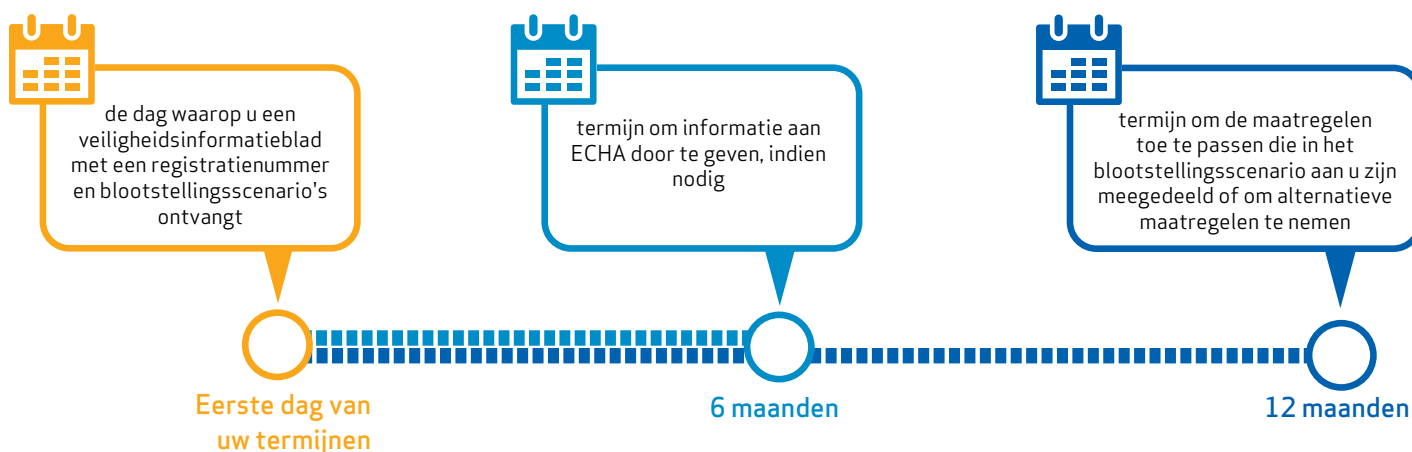 de dag waarop u een
veiligheidsinformatieblad
met een registratienummer
en blootstellingsscenario's
ontvangt
termijn om informatie aan
ECHA door te geven, indien
nodig
termijn om de maatregelen
toe te passen die in het
blootstellingsscenario aan u zijn
meegedeeld of om alternatieve
maatregelen te nemen
Eerste dag van
uw termijnen
6 maanden
12 maanden